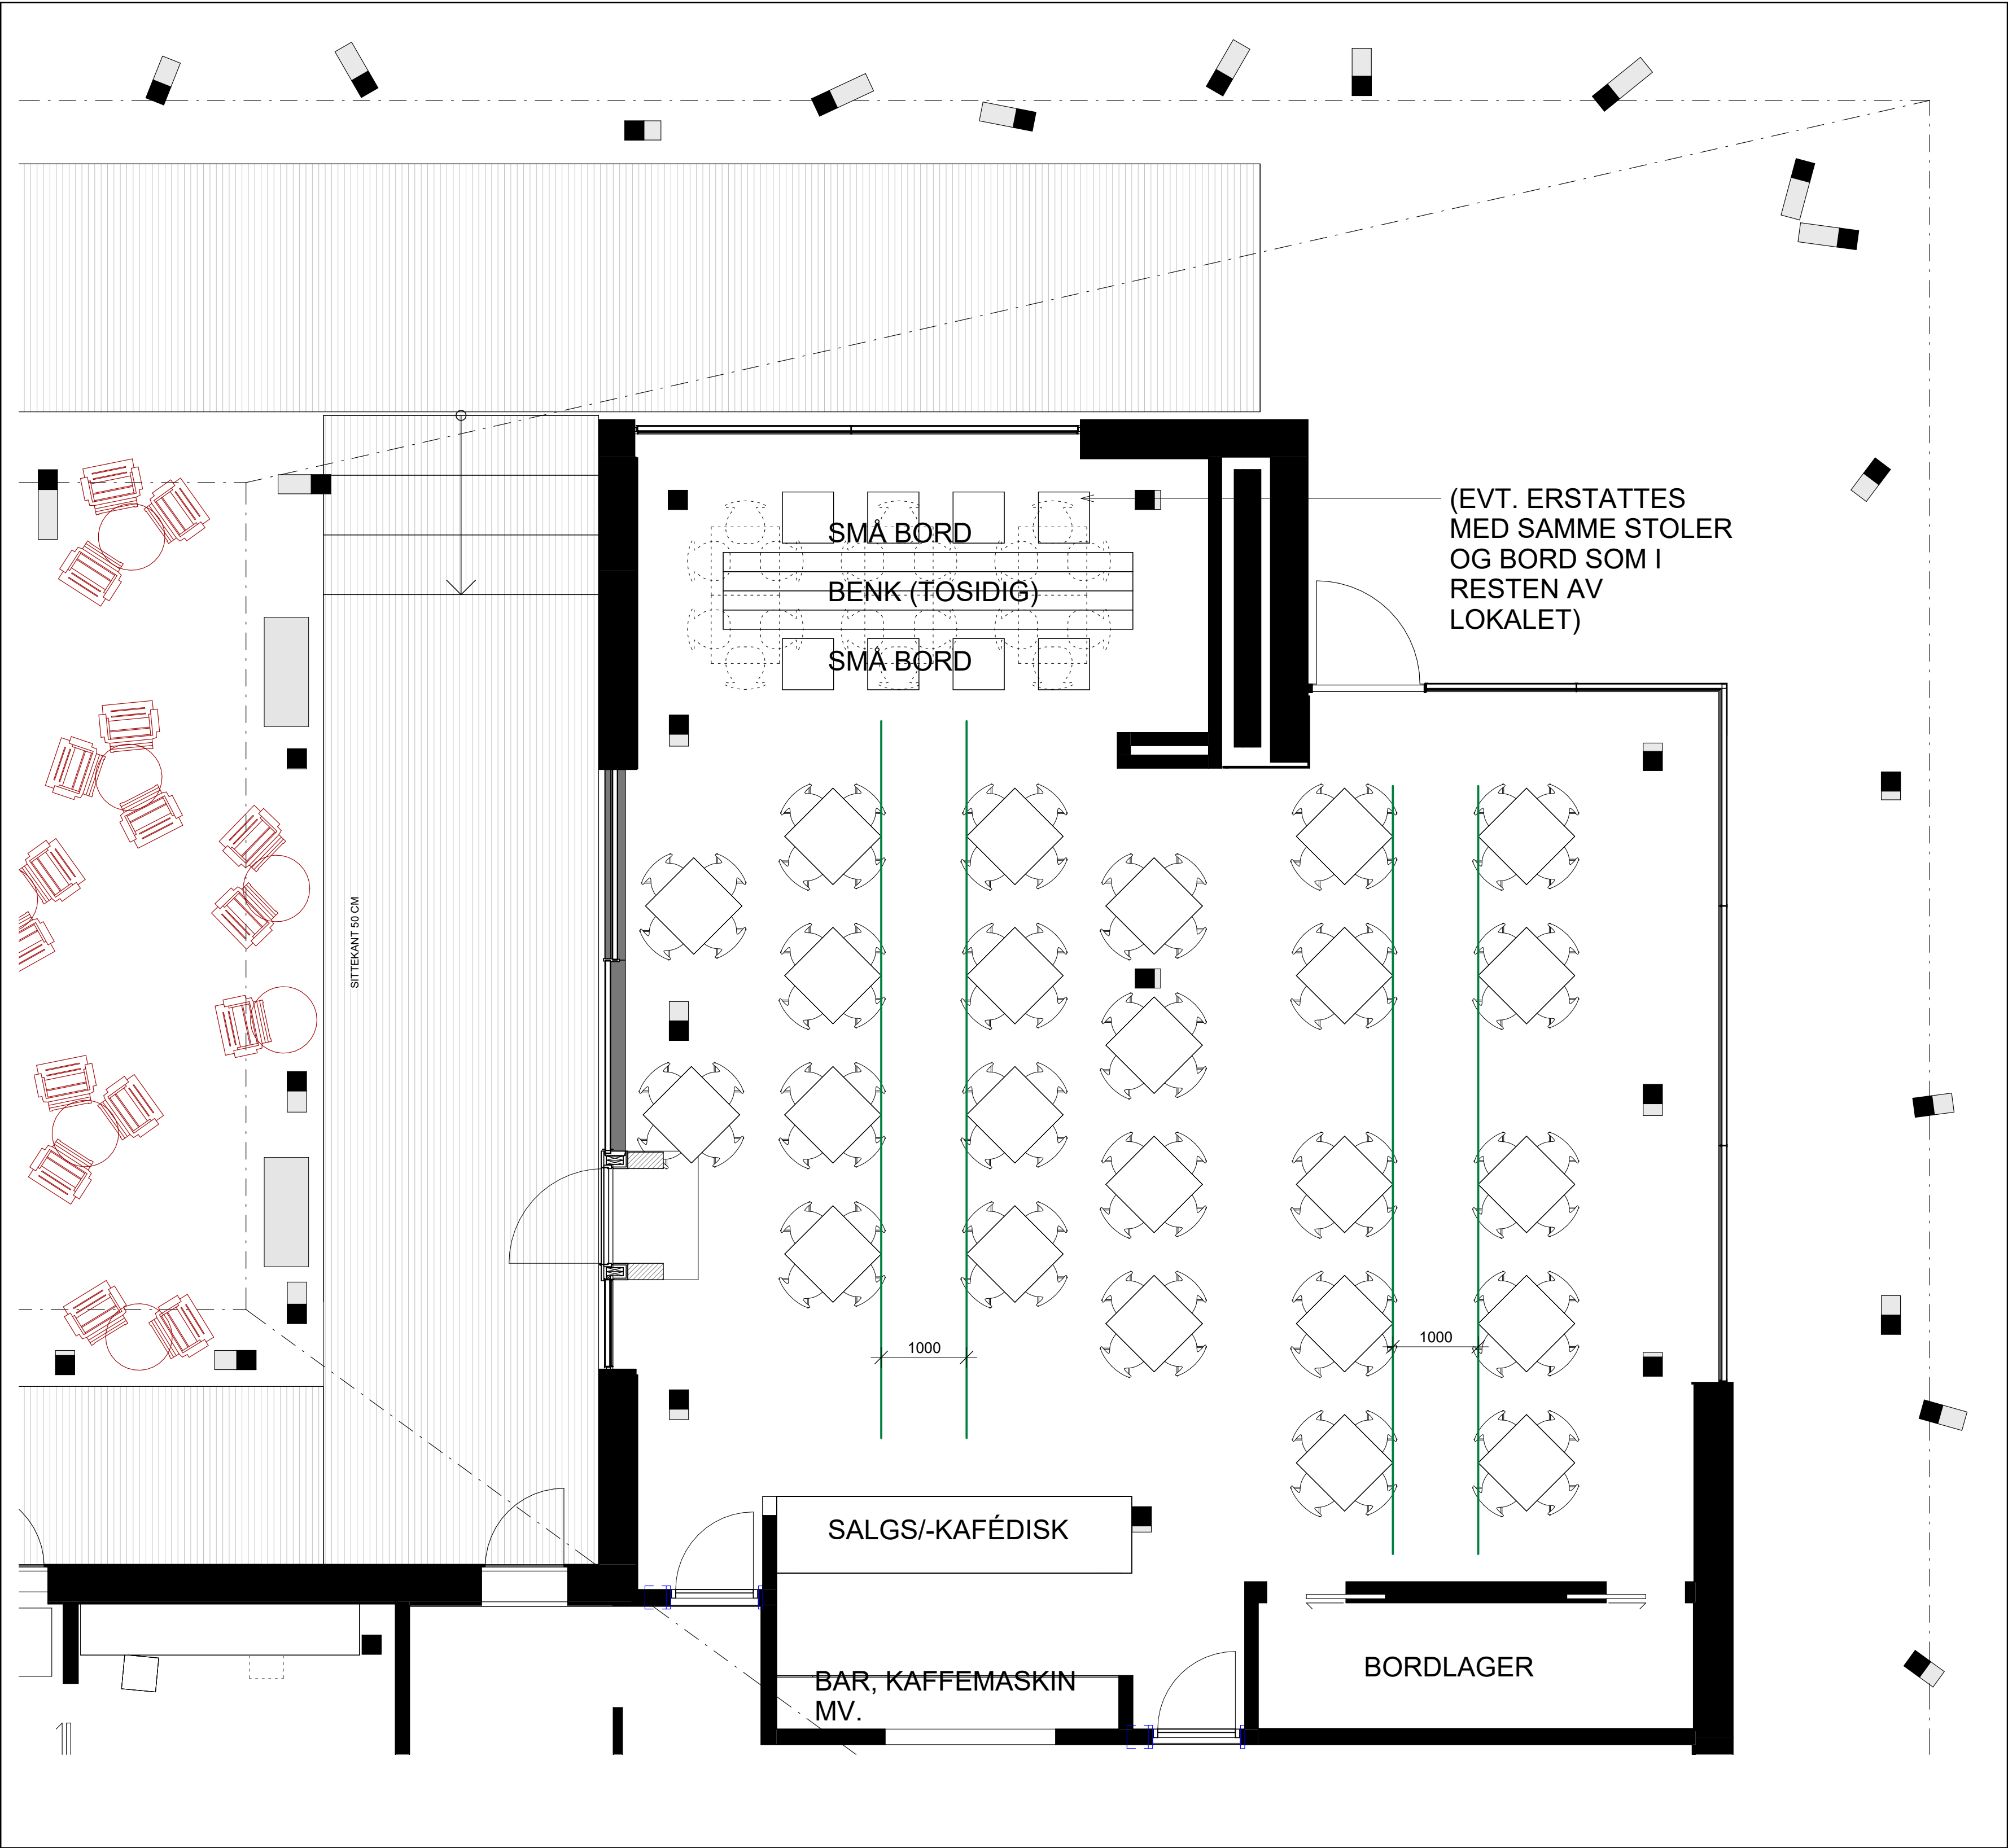 (EVT. ERSTATTES
MED SAMME STOLER
OG BORD SOM I
RESTEN AV
LOKALET)
SMÅ BORD
BENK (TOSIDIG)
SMÅ BORD
SITTEKANT 50 CM
1000
1000
SALGS/-KAFÉDISK
BAR, KAFFEMASKIN
MV.
BORDLAGER